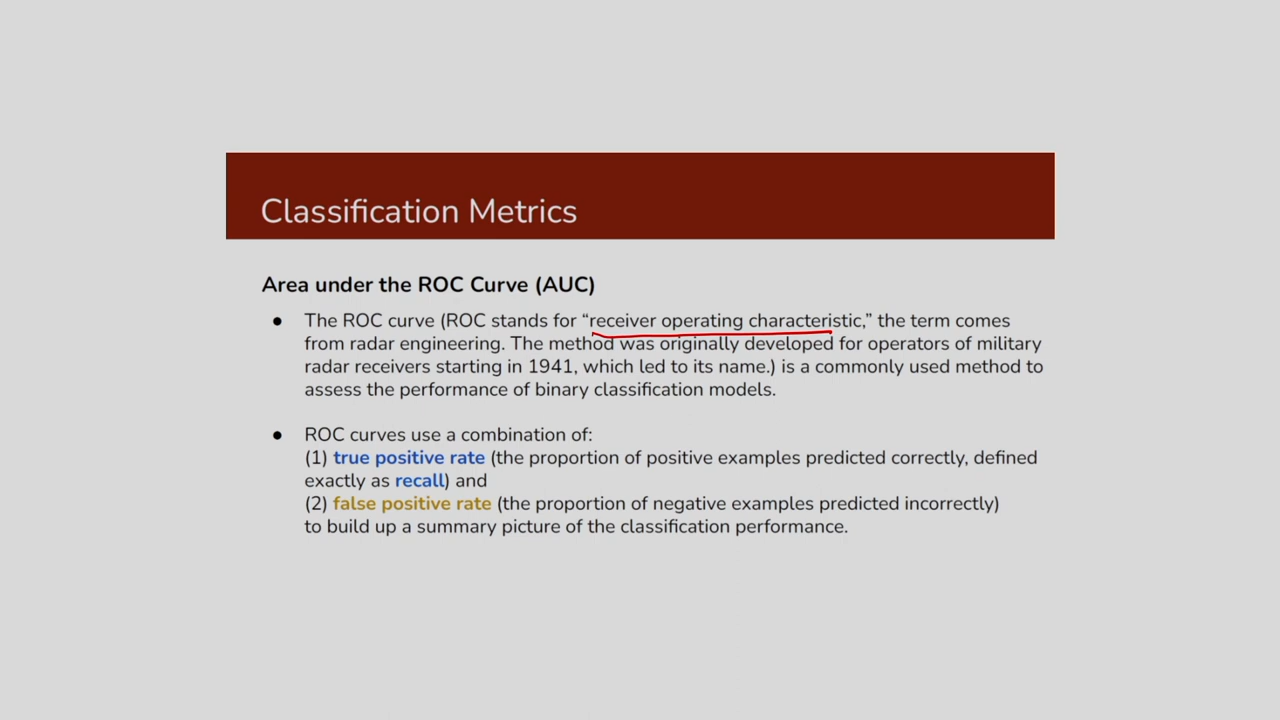 Classification Metrics
Area under the ROC Curve (AUC)
● The ROC curve (ROC stands for “receiver operating characteristic,” the term comes
from radar engineering. The method was originally developed for operators of military
radar receivers starting in 1941, which led to its name.) is a commonly used method to
assess the performance of binary classification models.
● ROC curves use a combination of:
(1) true positive rate (the proportion of positive examples predicted correctly, defined
exactly as recall) and
(2) false positive rate (the proportion of negative examples predicted incorrectly)
to build up a summary picture of the classification performance.